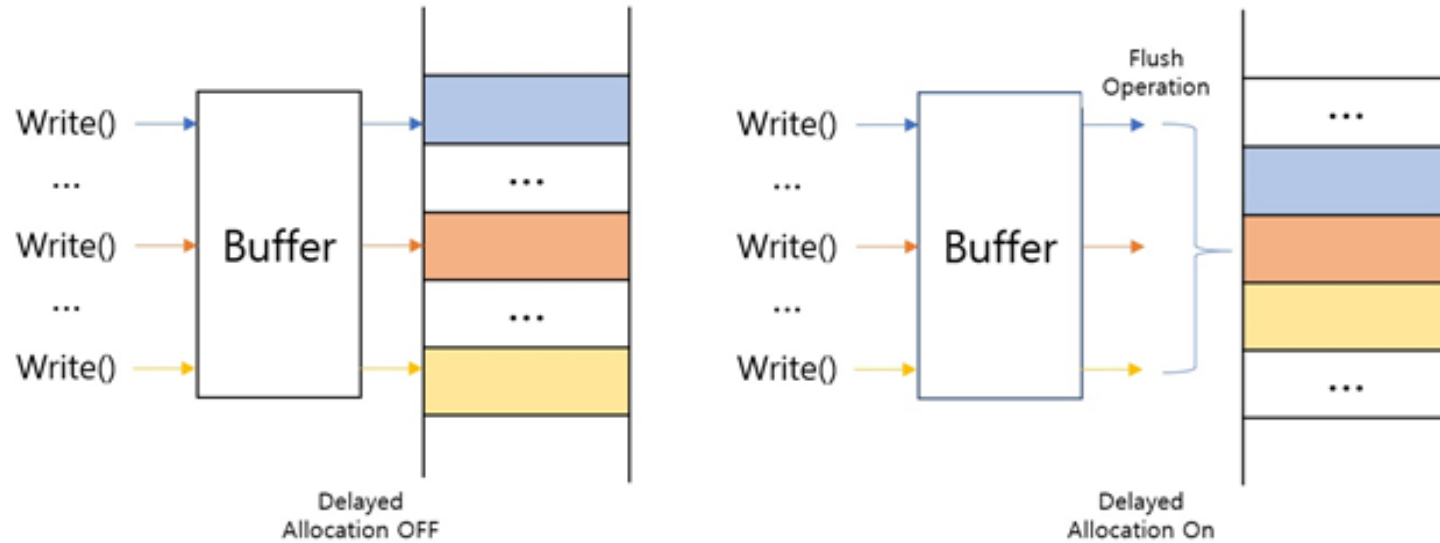 Write()
...
Write()
...
Write()
Buffer
...
...
Delayed
Allocation OFF
Write()
...
Write()
...
Write()
Buffer
Flush
Operation
...
...
Delayed
Allocation On